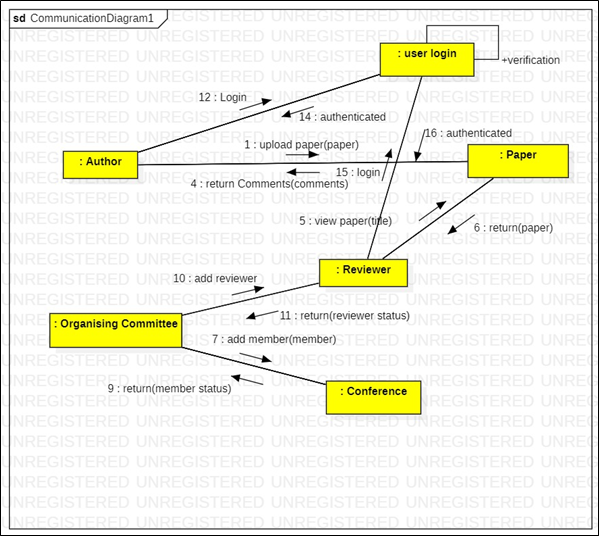 sd CommunicationDiagram1
: user login
+verification
12 : Login
14 : authenticated
16 : authenticated
1 : upload paper(paper)
: Author
: Paper
15 : login
4 : return Comments(comments)
5 : view paper(title)
6 : return(paper)
: Reviewer
10 : add reviewer
11 : return(reviewer status)
: Organising Committee
7 : add member(member)
9 : return(member status)
: Conference
UNREGISTERED UNREGISTERED UNREGISTERED UNREGISTERED